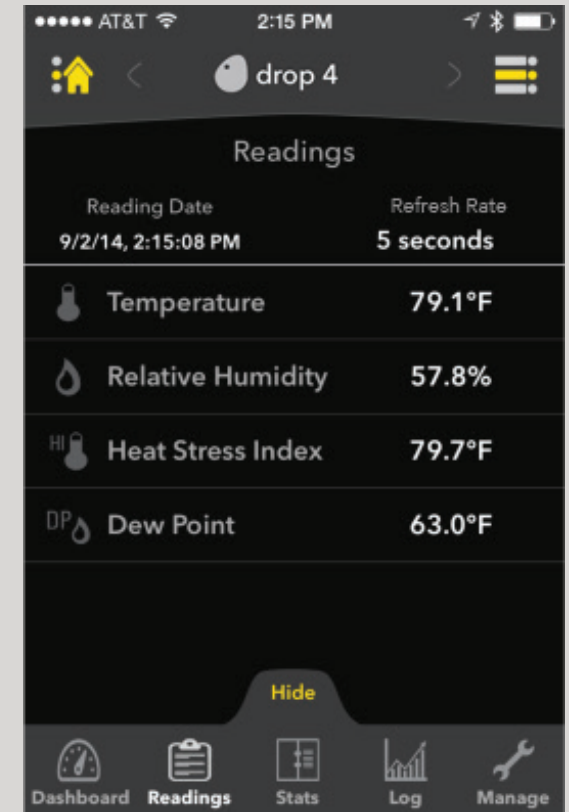 AT&T 2:15 PM
drop 4
Readings
Reading Date Refresh Rate
9/2/14, 2:15:08 PM 5 seconds
Temperature 79.1°F
Relative Humidity 57.8%
HI Heat Stress Index 79.7°F
DP Dew Point 63.0°F
Hide
Dashboard Readings Stats Log Manage